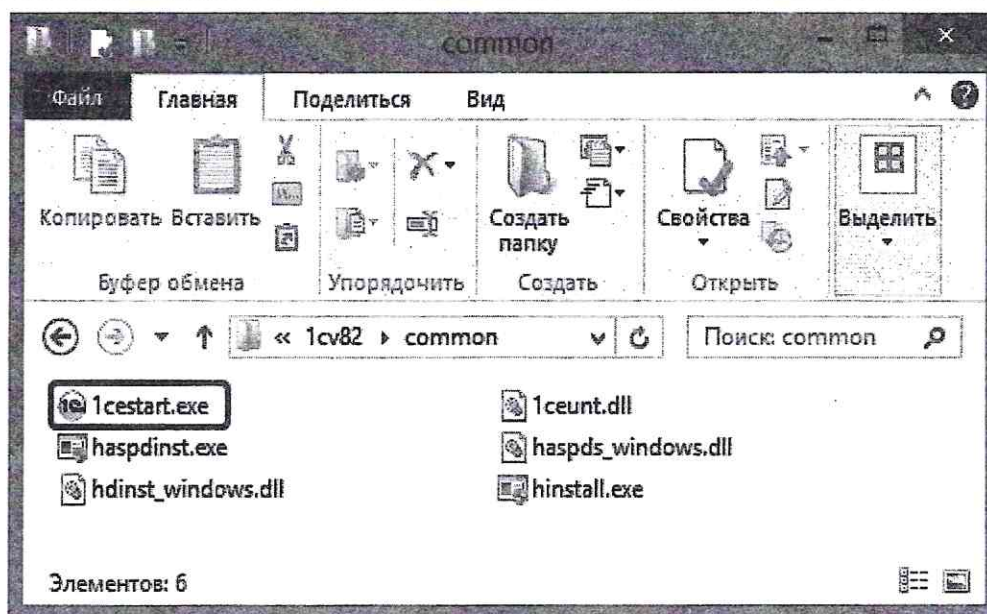 common
Файл Главная Поделиться Вид
Копировать Вставить
Создать папку
Свойства
Выделить
Буфер обмена Упорядочить Создать Открыть
« 1cv82 common Поиск: common
1cestart.exe 1ceunt.dll
haspdinst.exe haspds_windows.dll
hdinst_windows.dll hinstall.exe
Элементов: 6